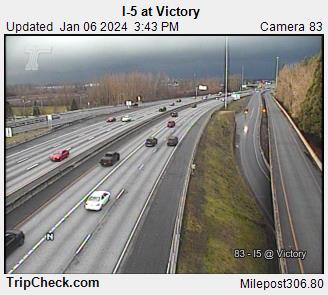 I-5 at Victory
Updated Jan 06 2024 3:43 PM Camera 83
N
83 - I5 @ Victory
TripCheck.com Milepost306.80